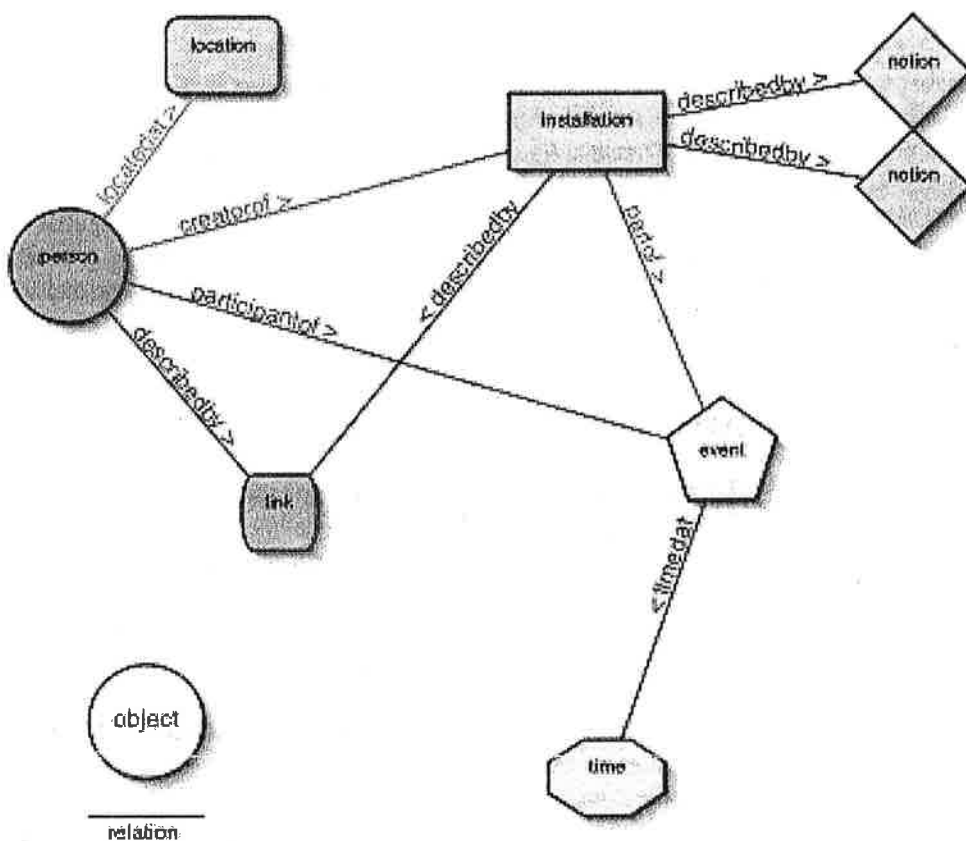 location
notion
describedby >
installation
describedby >
notion
locatedat >
creatorof >
person
< describedby
partof >
participantof >
describedby >
event
link
< timedat
object
time
relation